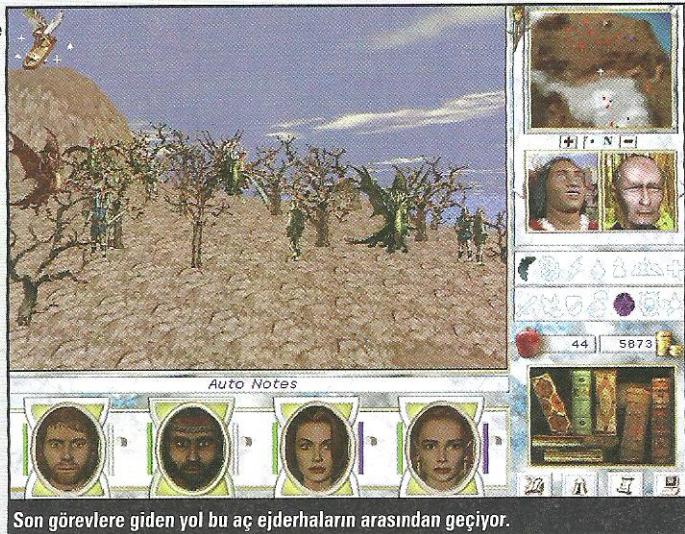 + N -
44 5873
Auto Notes
Son görevlere giden yol bu aç ejderhaların arasından geçiyor.